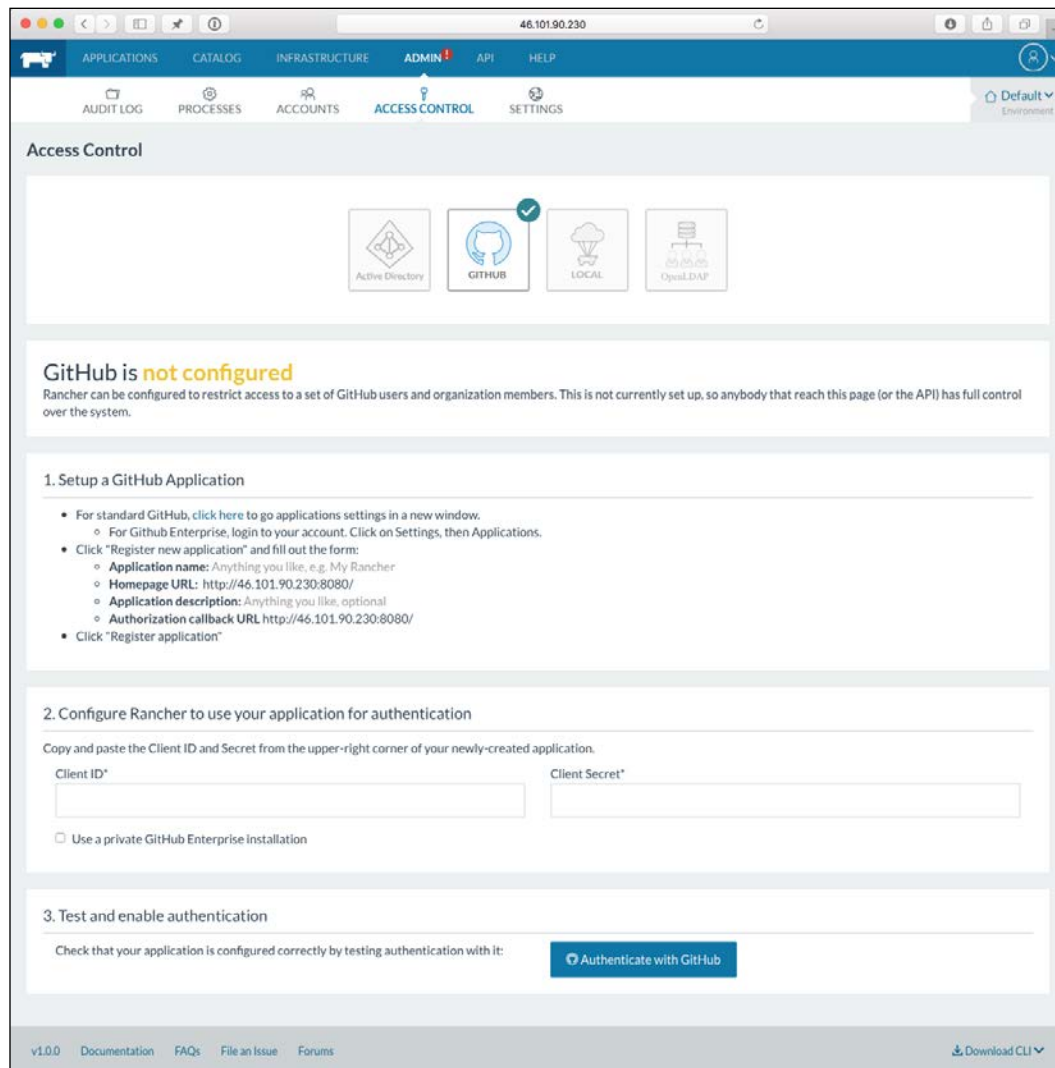 46.101.90.230
APPLICATIONS CATALOG INFRASTRUCTURE ADMIN! API HELP
AUDIT LOG PROCESSES ACCOUNTS ACCESS CONTROL SETTINGS
Default
Environment
Access Control
Active Directory GITHUB LOCAL OpenLDAP
GitHub is not configured
Rancher can be configured to restrict access to a set of GitHub users and organization members. This is not currently set up, so anybody that reach this page (or the API) has full control
over the system.
1. Setup a GitHub Application
• For standard GitHub, click here to go applications settings in a new window.
◦ For Github Enterprise, login to your account. Click on Settings, then Applications.
• Click "Register new application" and fill out the form:
◦ Application name: Anything you like, e.g. My Rancher
◦ Homepage URL: http://46.101.90.230:8080/
◦ Application description: Anything you like, optional
◦ Authorization callback URL http://46.101.90.230:8080/
• Click "Register application"
2. Configure Rancher to use your application for authentication
Copy and paste the Client ID and Secret from the upper-right corner of your newly-created application.
Client ID* Client Secret*
Use a private GitHub Enterprise installation
3. Test and enable authentication
Check that your application is configured correctly by testing authentication with it: Authenticate with GitHub
v1.0.0 Documentation FAQs File an Issue Forums Download CLI